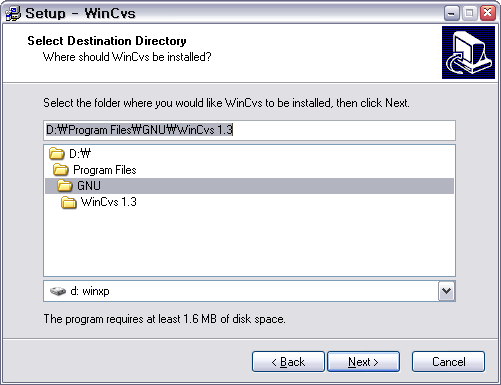 Setup - WinCvs
Select Destination Directory
Where should WinCvs be installed?
Select the folder where you would like WinCvs to be installed, then click Next.
D:₩Program Files₩GNU₩WinCvs 1.3
D:₩
Program Files
GNU
WinCvs 1.3
d: winxp
The program requires at least 1.6 MB of disk space.
< Back
Next >
Cancel